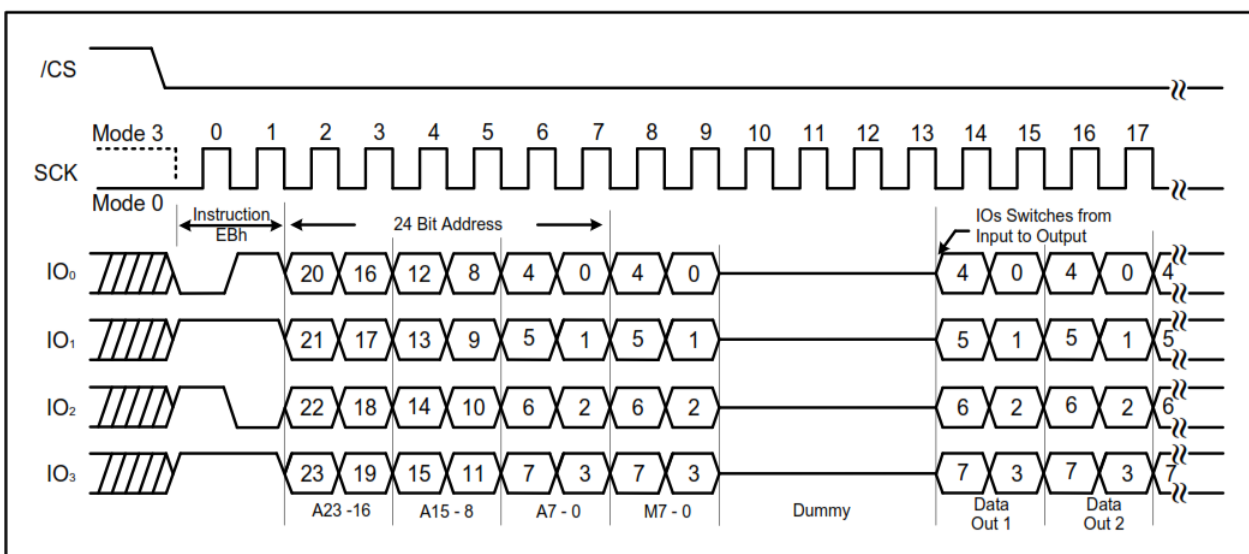 /CS
Mode 3 0 1 2 3 4 5 6 7 8 9 10 11 12 13 14 15 16 17
SCK
Mode 0
Instruction
EBh
24 Bit Address
IOs Switches from
Input to Output
IO₀ 20 16 12 8 4 0 4 0 4 0 4 0 4
IO₁ 21 17 13 9 5 1 5 1 5 1 5 1 5
IO₂ 22 18 14 10 6 2 6 2 6 2 6 2 6
IO₃ 23 19 15 11 7 3 7 3 7 3 7 3 7
A23 -16 A15 - 8 A7 - 0 M7 - 0 Dummy Data Data
Out 1 Out 2